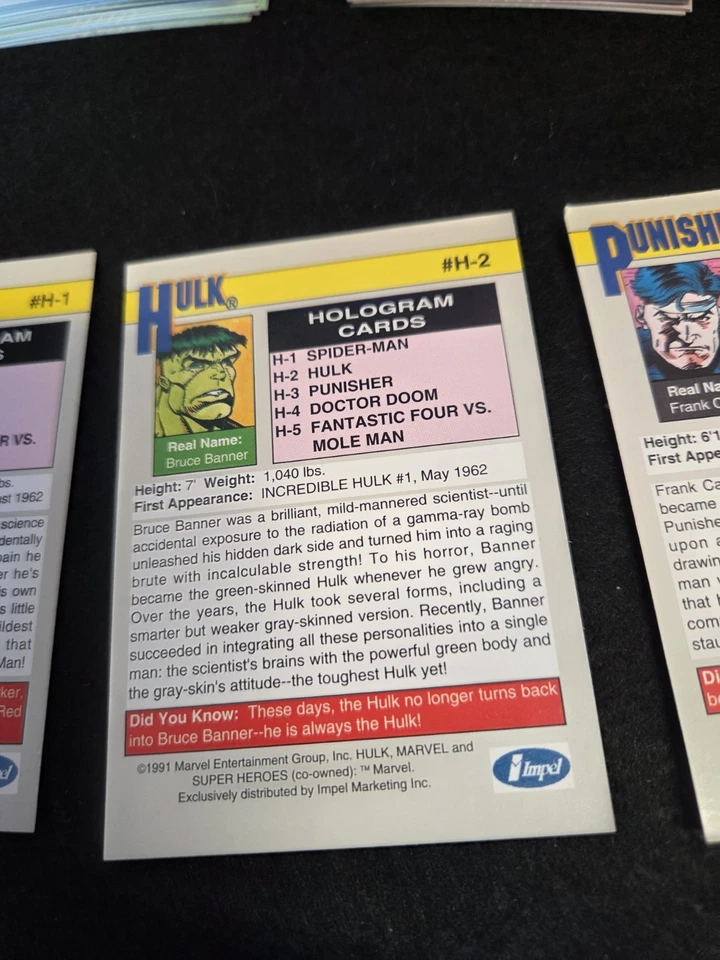 #H-1
AM
S
R VS.
bs.
st 1962
science
dentally
pain he
er he's
s own
s little
ldest
that
Man!
ker,
Red
HULK®
#H-2
HOLOGRAM
CARDS
H-1 SPIDER-MAN
H-2 HULK
H-3 PUNISHER
H-4 DOCTOR DOOM
H-5 FANTASTIC FOUR VS.
MOLE MAN
Real Name:
Bruce Banner
Height: 7' Weight: 1,040 lbs.
First Appearance: INCREDIBLE HULK #1, May 1962
Bruce Banner was a brilliant, mild-mannered scientist--until
accidental exposure to the radiation of a gamma-ray bomb
unleashed his hidden dark side and turned him into a raging
brute with incalculable strength! To his horror, Banner
became the green-skinned Hulk whenever he grew angry.
Over the years, the Hulk took several forms, including a
smarter but weaker gray-skinned version. Recently, Banner
succeeded in integrating all these personalities into a single
man: the scientist's brains with the powerful green body and
the gray-skin's attitude--the toughest Hulk yet!
Did You Know: These days, the Hulk no longer turns back
into Bruce Banner--he is always the Hulk!
©1991 Marvel Entertainment Group, Inc. HULK, MARVEL and
SUPER HEROES (co-owned): ™ Marvel.
Exclusively distributed by Impel Marketing Inc.
Impel
PUNISH
Real Na
Frank C
Height: 6'1
First Appe
Frank Ca
became
Punishe
upon a
drawin
man
that
com
stau
Di
be